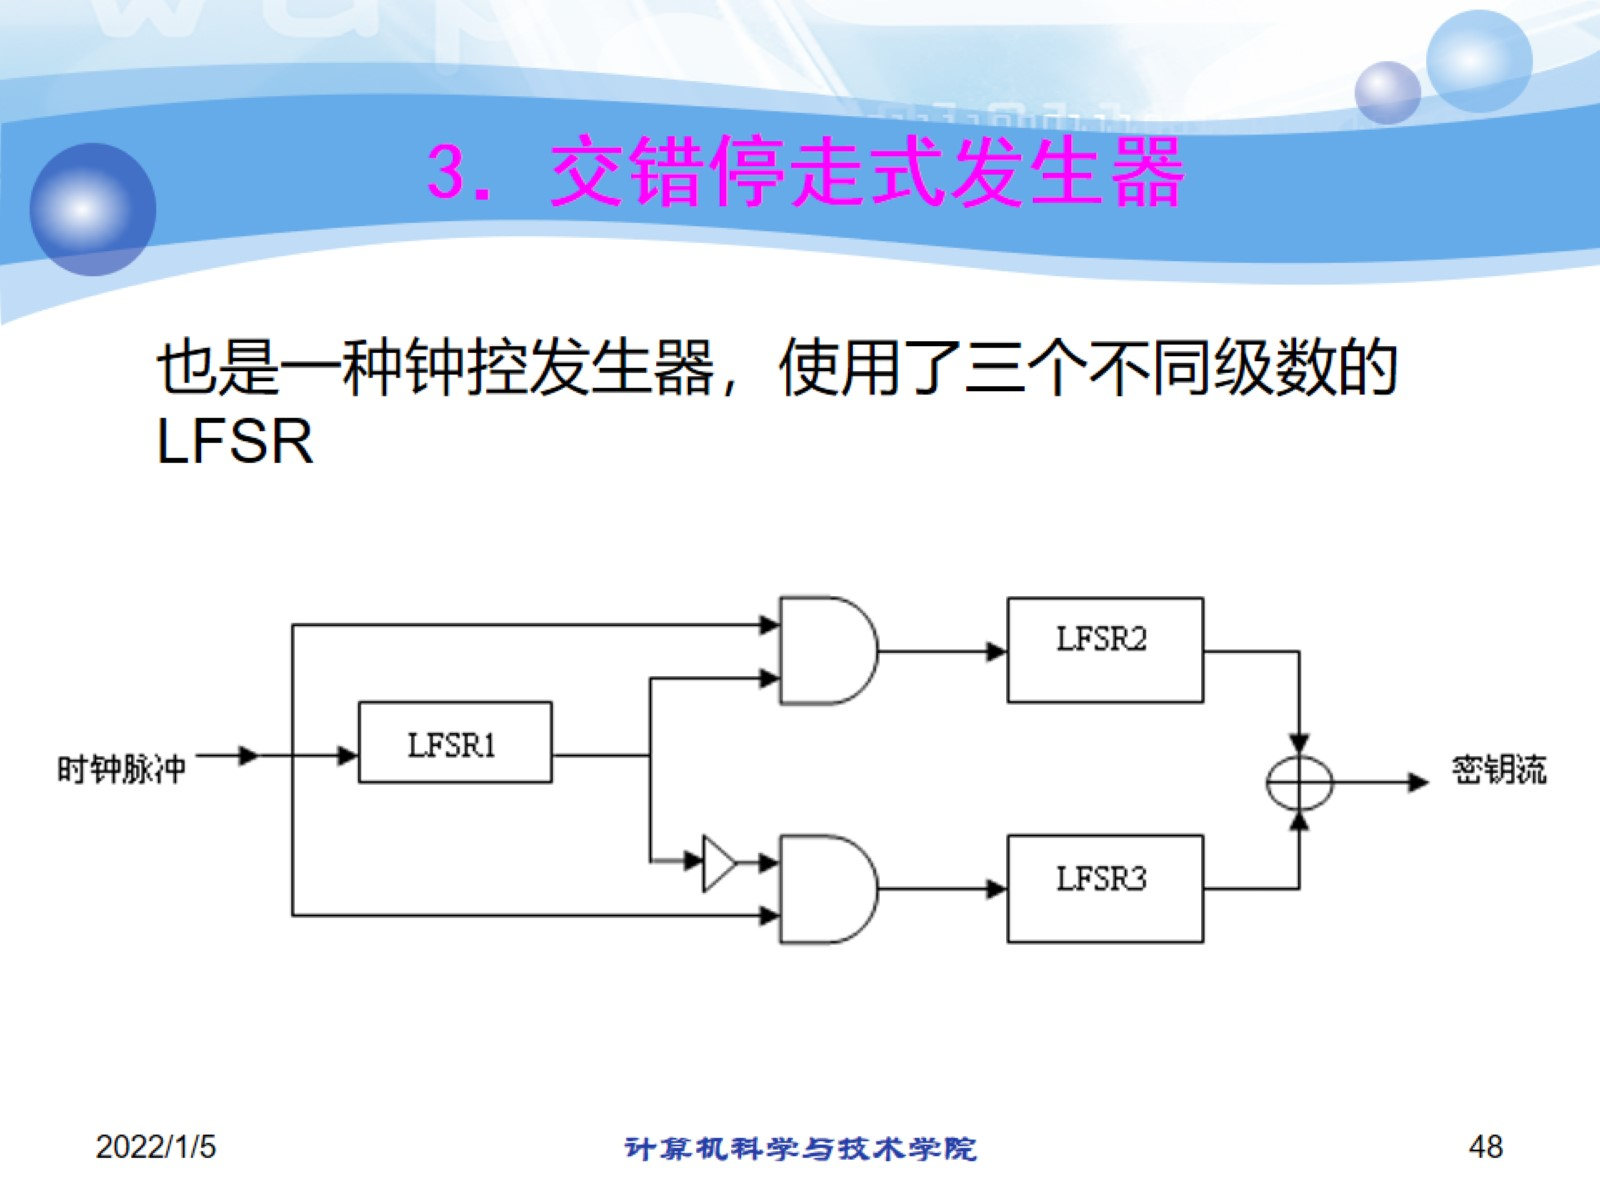 3．交错停走式发生器
也是一种钟控发生器，使用了三个不同级数的
LFSR
LFSR2
LFSR1
时钟脉冲
密钥流
LFSR3
2022/1/5
计算机科学与技术学院
48